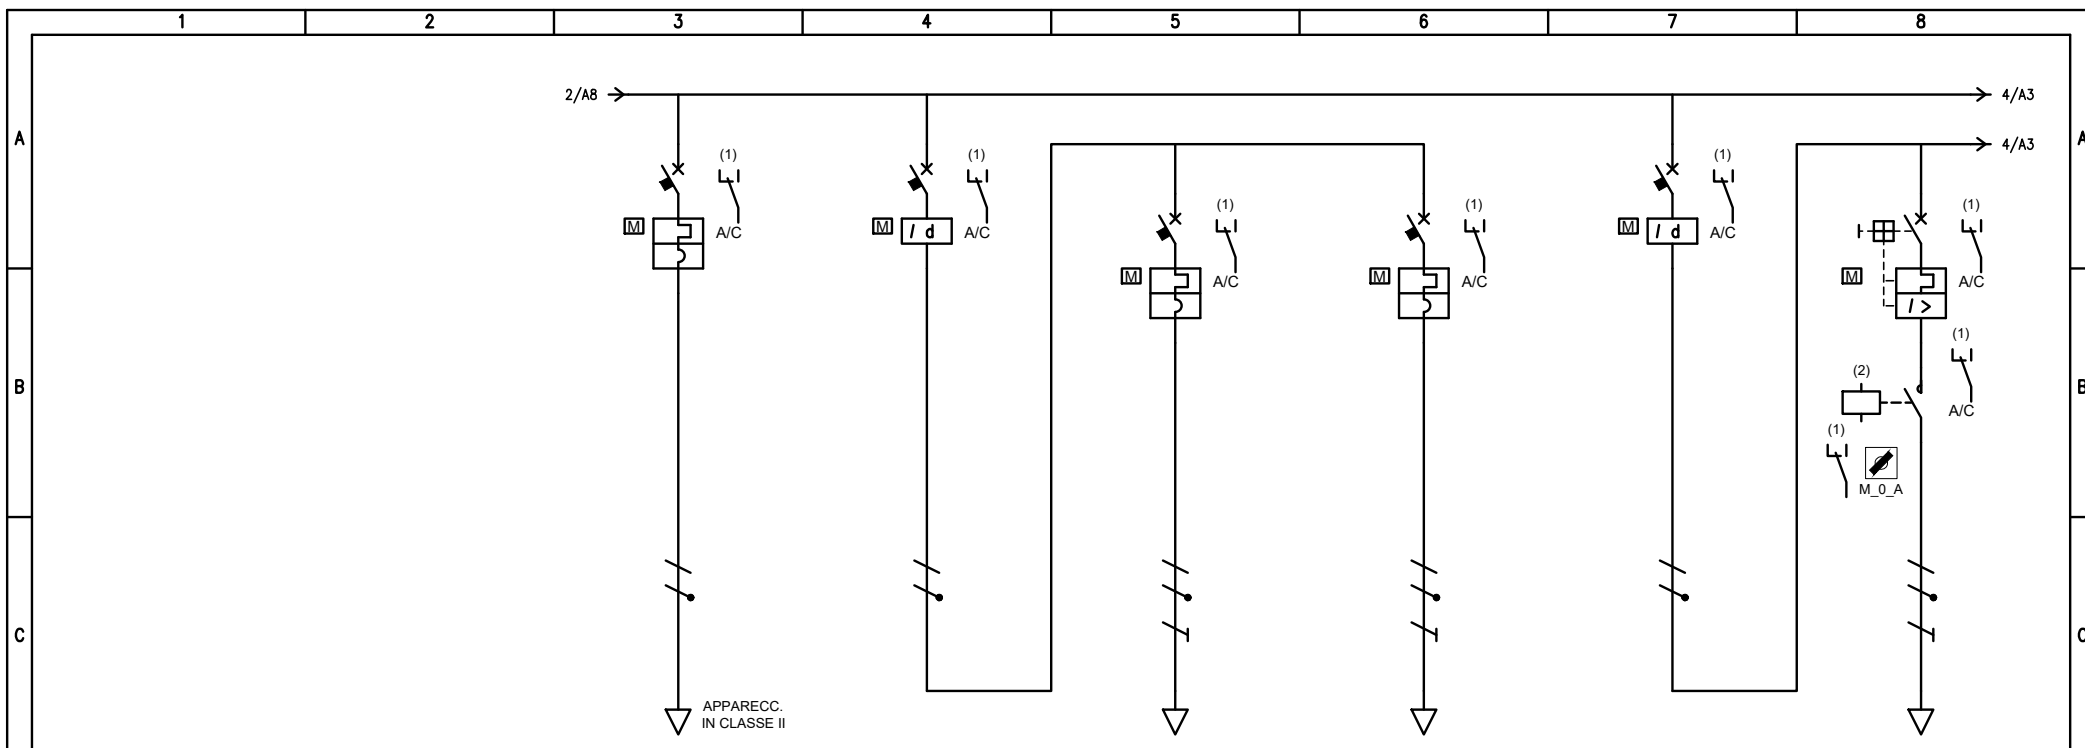 1 2 3 4 5 6 7 8
2/A8 4/A3
A 4/A3 A
(1) (1) (1) (1)
(1) (1) (1)
M A/C M I d A/C M I d A/C
M A/C M A/C M A/C
I >
(1)
(2)
B B
A/C
(1)
M_0_A
C C
APPARECC.
IN CLASSE II